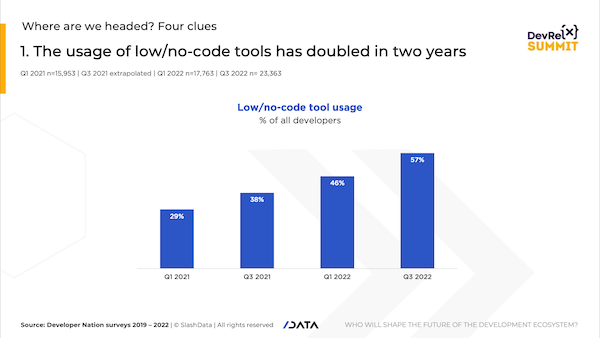 Where are we headed? Four clues
DevRel{X}
SUMMIT
1. The usage of low/no-code tools has doubled in two years
Q1 2021 n=15,953 | Q3 2021 extrapolated | Q1 2022 n=17,763 | Q3 2022 n= 23,363
Low/no-code tool usage
% of all developers
57%
46%
38%
29%
Q1 2021
Q3 2021
Q1 2022
Q3 2022
Source: Developer Nation surveys 2019 – 2022 | © SlashData | All rights reserved
/DATA
WHO WILL SHAPE THE FUTURE OF THE DEVELOPMENT ECOSYSTEM?